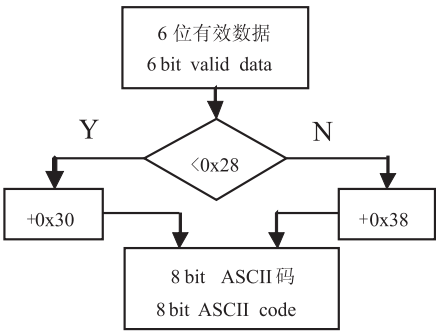 6 位有效数据
6 bit valid data
Y
N
<0x28
+0x30
+0x38
8 bit ASCII 码
8 bit ASCII code